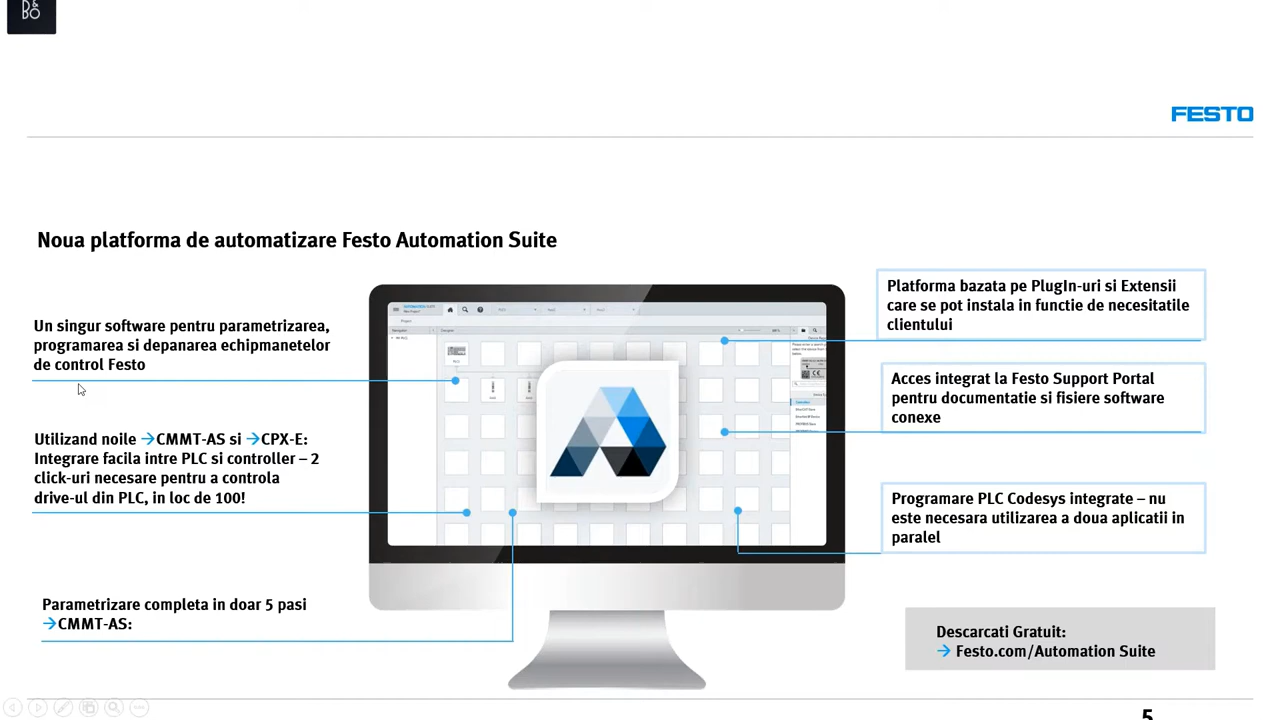 B&O
FESTO
Noua platforma de automatizare Festo Automation Suite
Un singur software pentru parametrizarea,
programarea si depanarea echipmanetelor
de control Festo
Utilizand noile →CMMT-AS si →CPX-E:
Integrare facila intre PLC si controller – 2
click-uri necesare pentru a controla
drive-ul din PLC, in loc de 100!
Parametrizare completa in doar 5 pasi
→CMMT-AS:
Platforma bazata pe PlugIn-uri si Extensii
care se pot instala in functie de necesitatile
clientului
Acces integrat la Festo Support Portal
pentru documentatie si fisiere software
conexe
Programare PLC Codesys integrate – nu
este necesara utilizarea a doua aplicatii in
paralel
Descarcati Gratuit:
→ Festo.com/Automation Suite
5